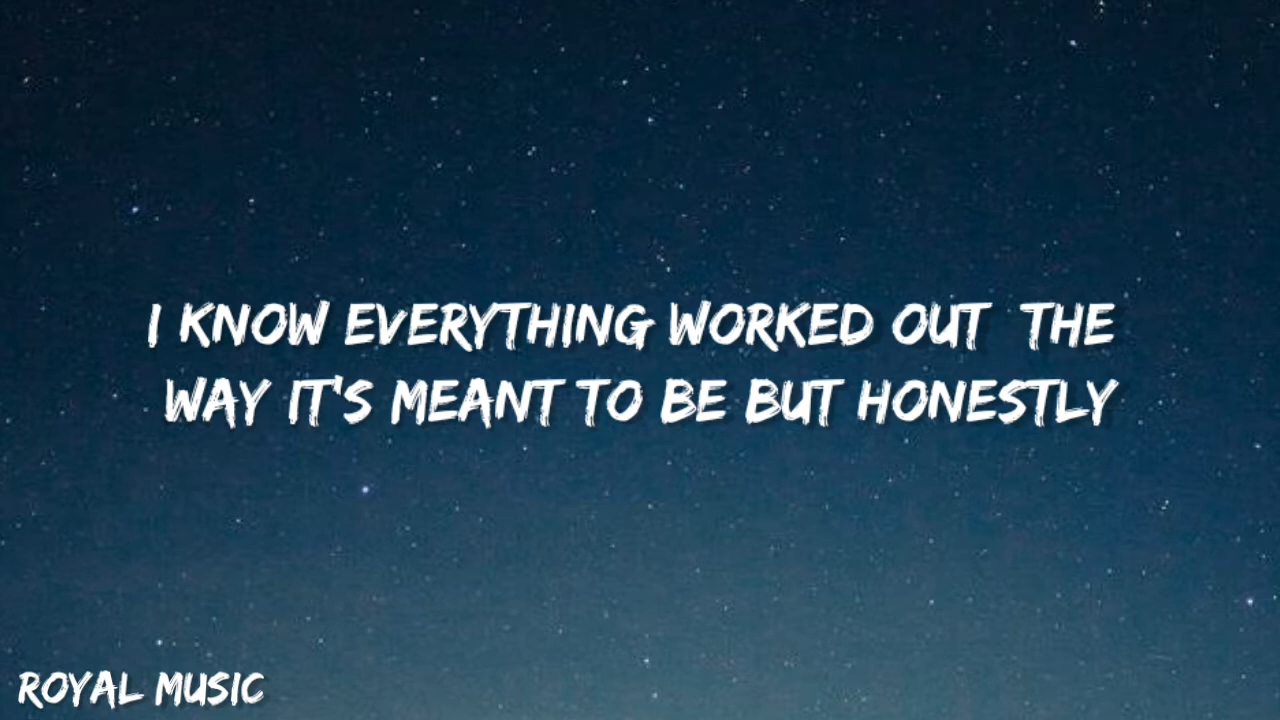 I KNOW EVERYTHING WORKED OUT THE
WAY IT'S MEANT TO BE BUT HONESTLY
ROYAL MUSIC